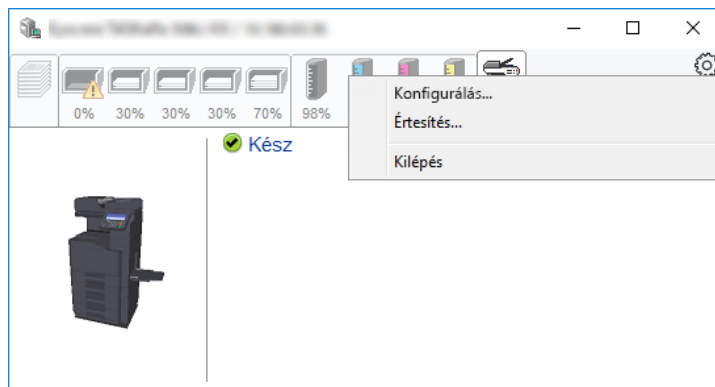 0% 30% 30% 30% 70% 98%
Konfigurálás...
Értesítés...
Kilépés
Kész